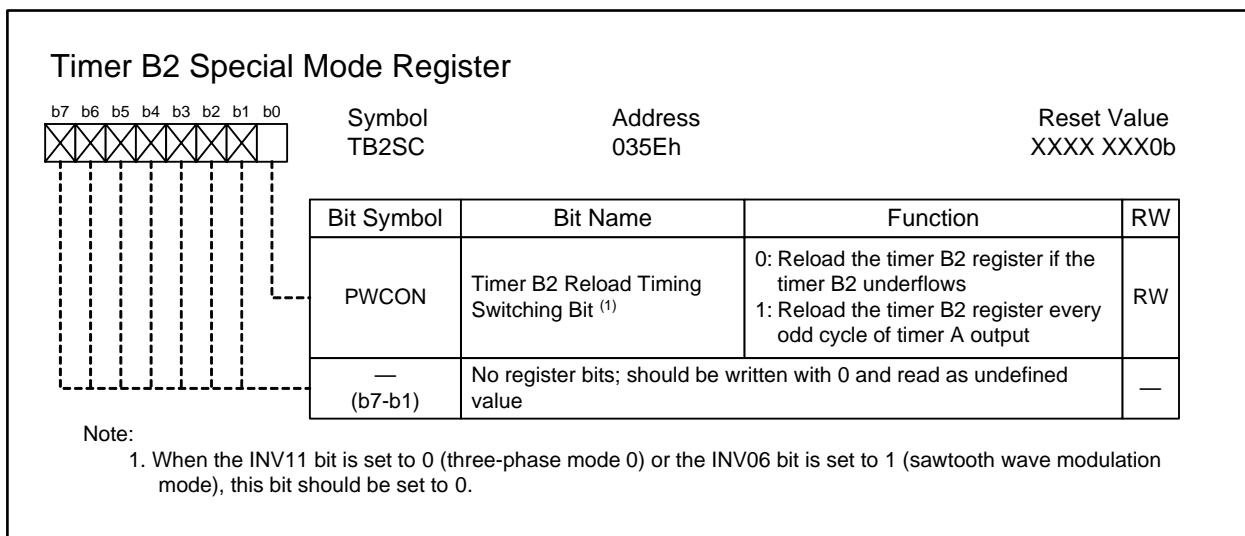 Timer B2 Special Mode Register
b7 b6 b5 b4 b3 b2 b1 b0
Symbol Address Reset Value
TB2SC 035Eh XXXX XXX0b
Bit Symbol Bit Name Function RW
PWCON
Timer B2 Reload Timing
Switching Bit (1)
0: Reload the timer B2 register if the
timer B2 underflows
1: Reload the timer B2 register every
odd cycle of timer A output
RW
—
(b7-b1)
No register bits; should be written with 0 and read as undefined
value
—
Note:
1. When the INV11 bit is set to 0 (three-phase mode 0) or the INV06 bit is set to 1 (sawtooth wave modulation
mode), this bit should be set to 0.